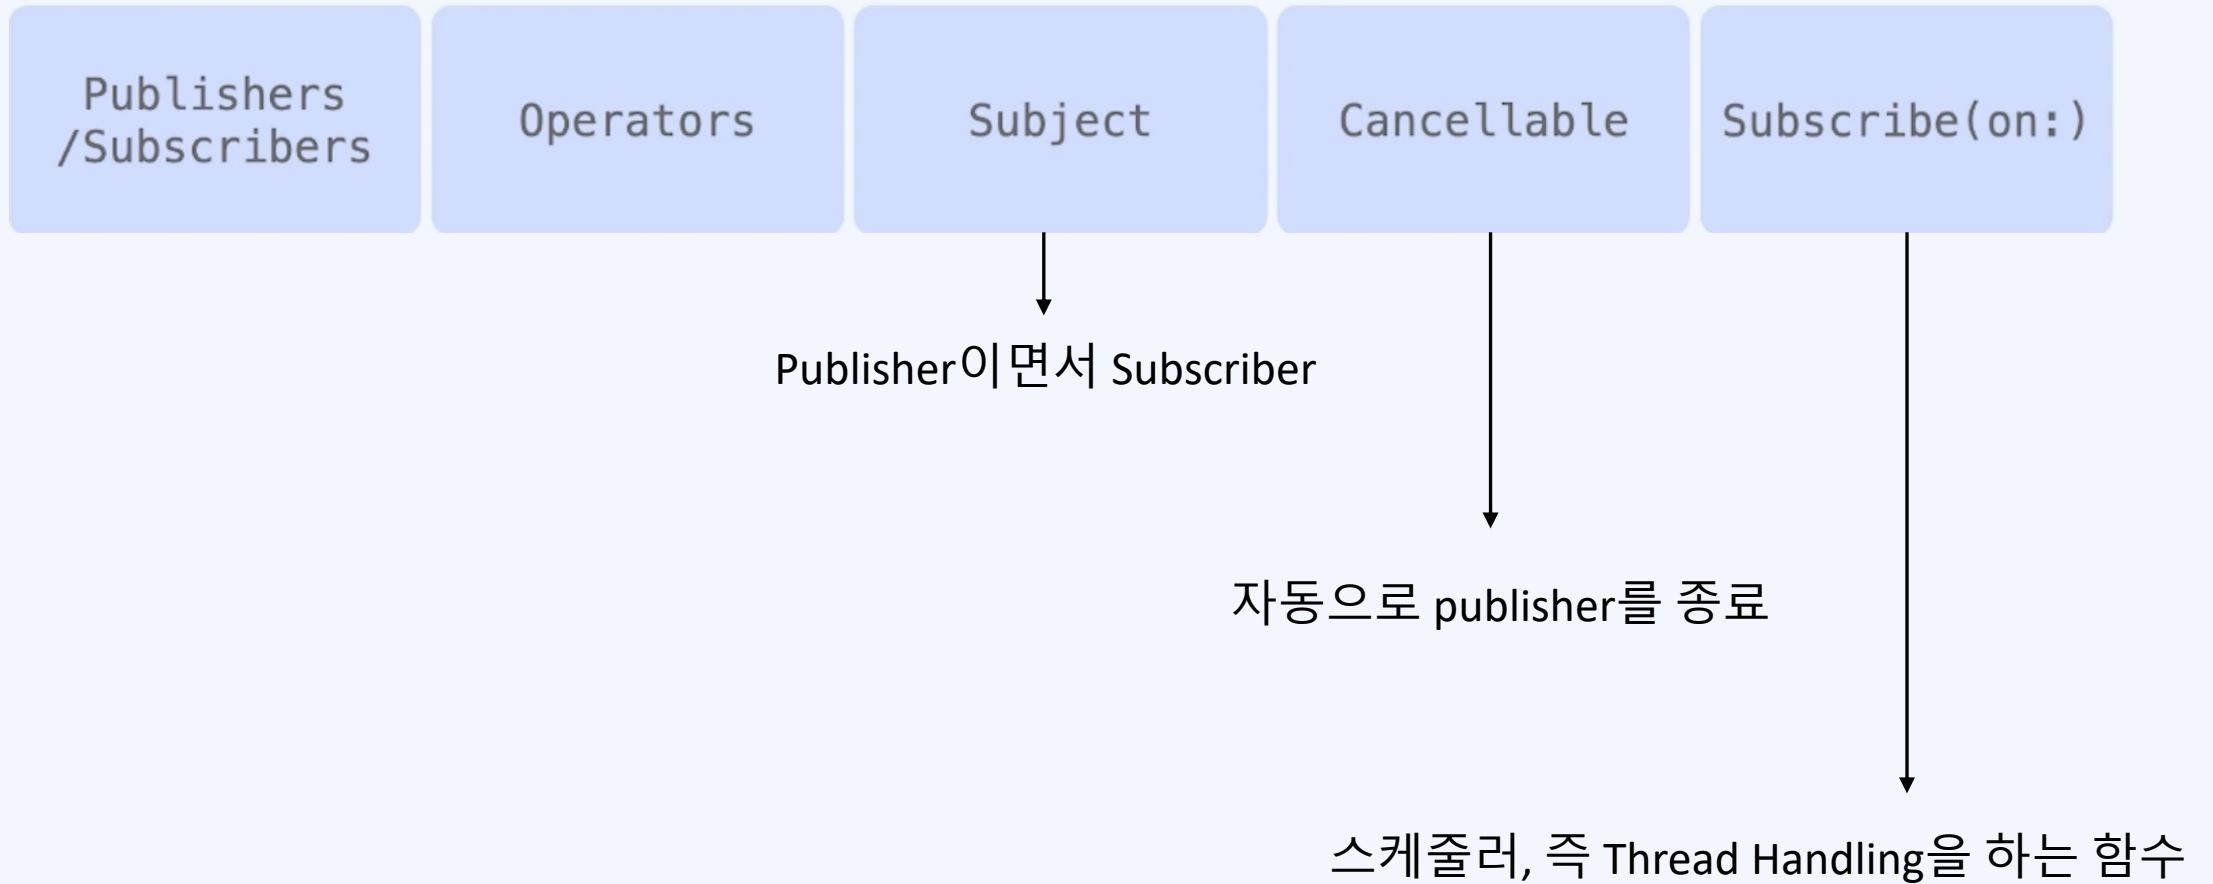 Publishers
/Subscribers
Operators
Subject
Cancellable
Subscribe(on:)
Publisher이면서 Subscriber
자동으로 publisher를 종료
스케줄러, 즉 Thread Handling을 하는 함수